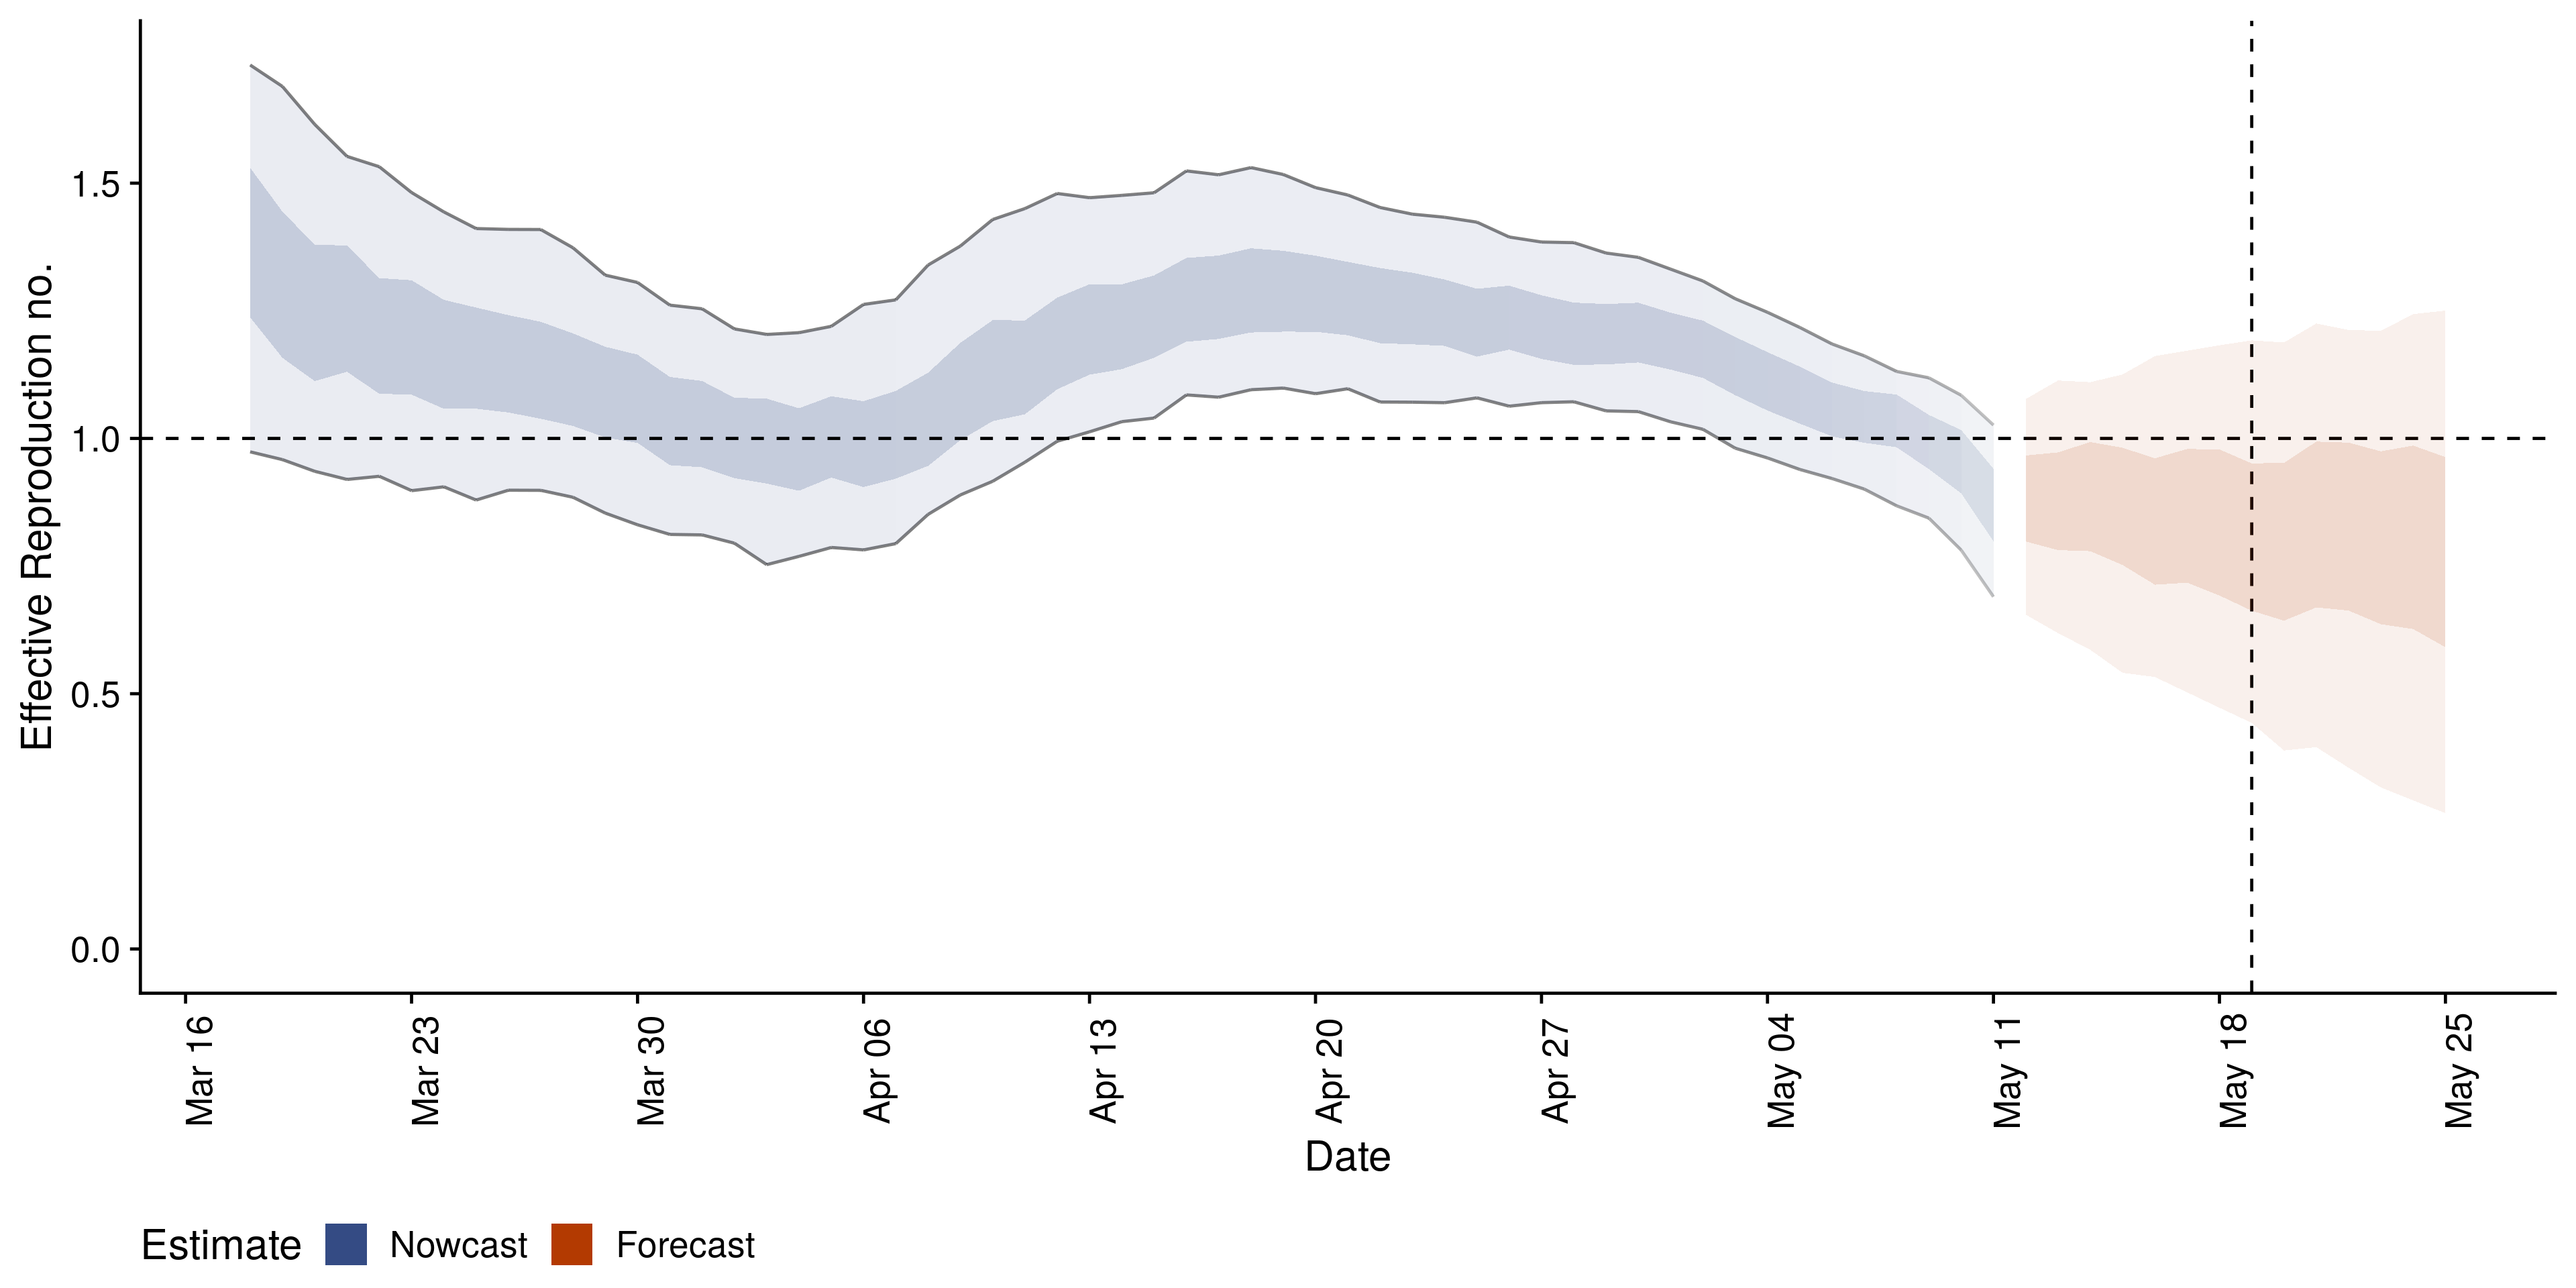 Effective Reproduction no.
1.5
1.0
0.5
0.0
Mar 16
Mar 23
Mar 30
Apr 06
Apr 13
Apr 20
Apr 27
May 04
May 11
May 18
May 25
Date
Estimate Nowcast Forecast